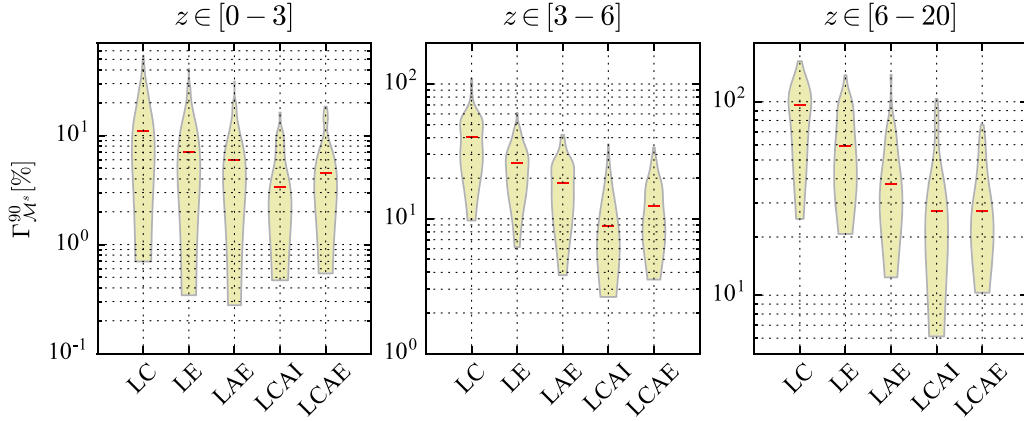 z ∈ [0 − 3]
z ∈ [3 − 6]
z ∈ [6 − 20]
Γ^{90}_{ℳ^s} [%]
10^1
10^0
10^-1
LC
LE
LAE
LCAI
LCAE
10^2
10^1
10^0
LC
LE
LAE
LCAI
LCAE
10^2
10^1
LC
LE
LAE
LCAI
LCAE